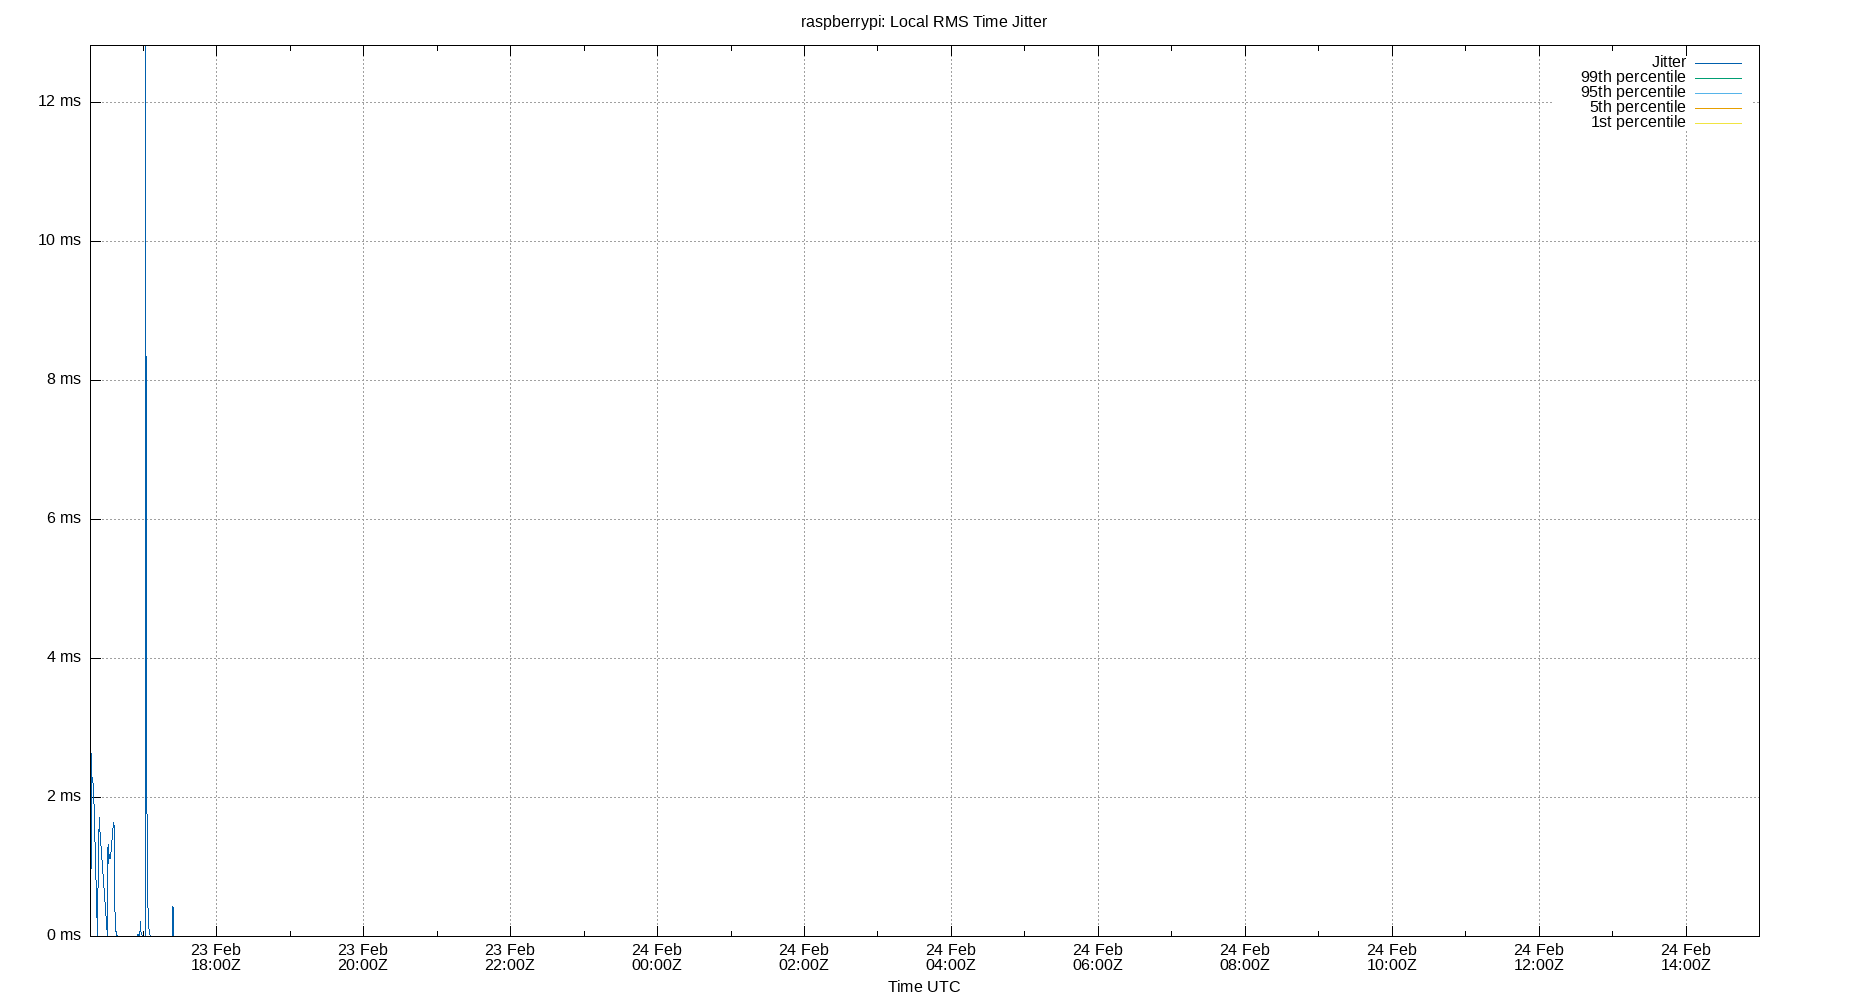 raspberrypi: Local RMS Time Jitter
Jitter
99th percentile
95th percentile
5th percentile
1st percentile
12 ms
10 ms
8 ms
6 ms
4 ms
2 ms
0 ms
23 Feb 23 Feb 23 Feb 24 Feb 24 Feb 24 Feb 24 Feb 24 Feb 24 Feb 24 Feb 24 Feb
18:00Z 20:00Z 22:00Z 00:00Z 02:00Z 04:00Z 06:00Z 08:00Z 10:00Z 12:00Z 14:00Z
Time UTC